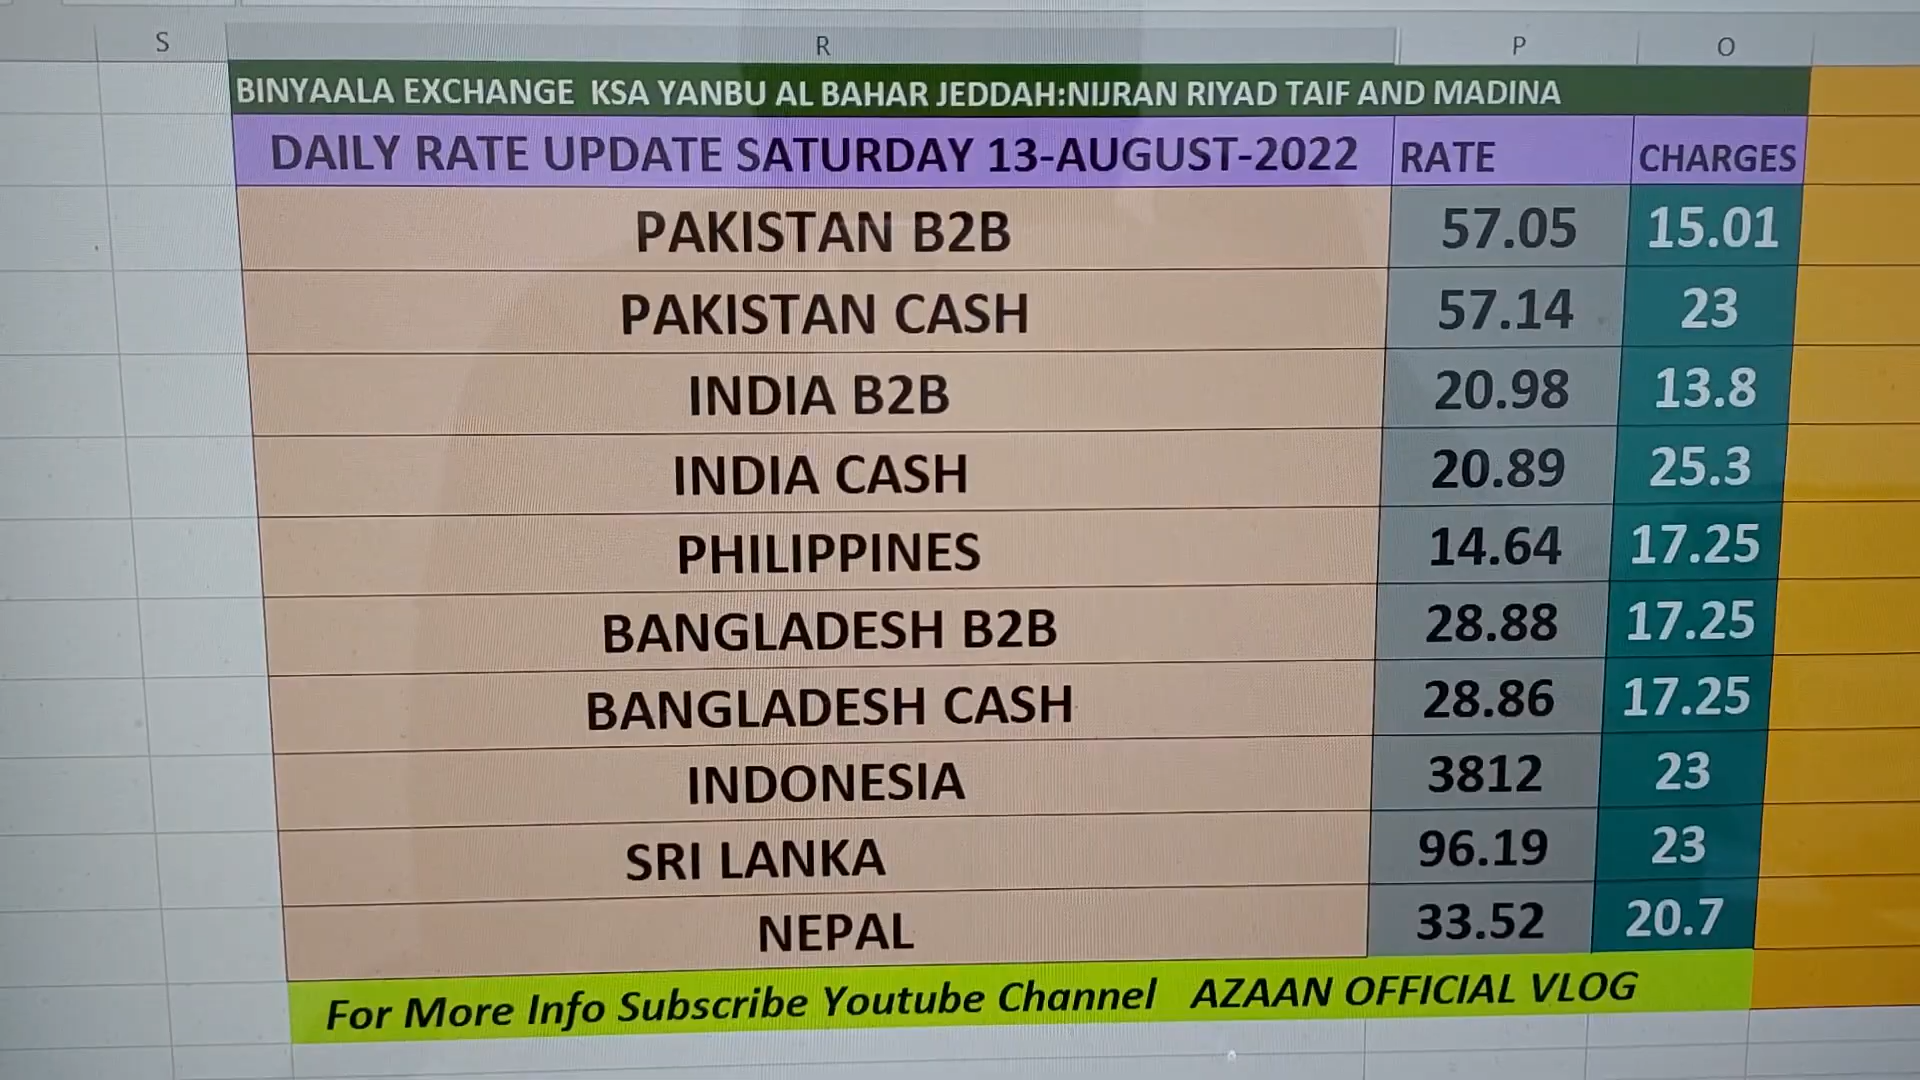 S R P O
BINYAALA EXCHANGE KSA YANBU AL BAHAR JEDDAH:NIJRAN RIYAD TAIF AND MADINA
DAILY RATE UPDATE SATURDAY 13-AUGUST-2022 RATE CHARGES
PAKISTAN B2B 57.05 15.01
PAKISTAN CASH 57.14 23
INDIA B2B 20.98 13.8
INDIA CASH 20.89 25.3
PHILIPPINES 14.64 17.25
BANGLADESH B2B 28.88 17.25
BANGLADESH CASH 28.86 17.25
INDONESIA 3812 23
SRI LANKA 96.19 23
NEPAL 33.52 20.7
For More Info Subscribe Youtube Channel AZAAN OFFICIAL VLOG